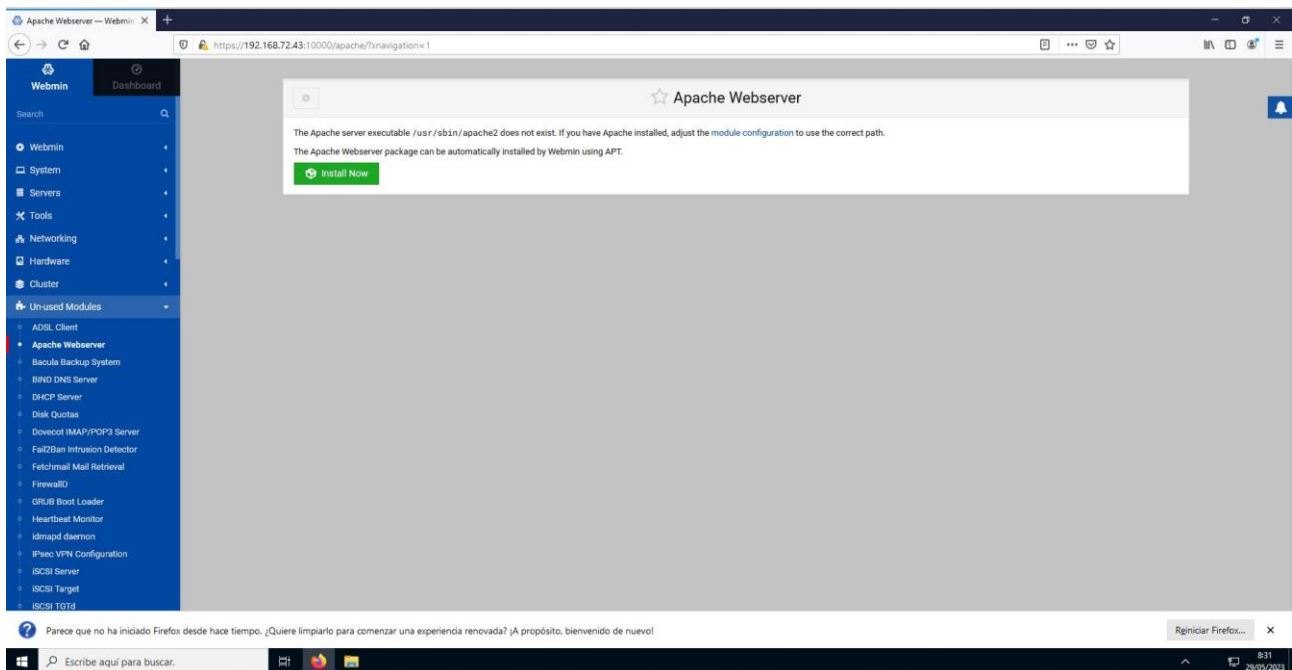 Apache Webserver — Webmin
https://192.168.72.43:10000/apache/?xnavigation=1
Webmin
Dashboard
Search
Webmin
System
Servers
Tools
Networking
Hardware
Cluster
Un-used Modules
ADSL Client
Apache Webserver
Bacula Backup System
BIND DNS Server
DHCP Server
Disk Quotas
Dovecot IMAP/POP3 Server
Fail2Ban Intrusion Detector
Fetchmail Mail Retrieval
FirewallD
GRUB Boot Loader
Heartbeat Monitor
idmapd daemon
IPsec VPN Configuration
iSCSI Server
iSCSI Target
iSCSI TGTd
Apache Webserver
The Apache server executable /usr/sbin/apache2 does not exist. If you have Apache installed, adjust the module configuration to use the correct path.
The Apache Webserver package can be automatically installed by Webmin using APT.
Install Now
Parece que no ha iniciado Firefox desde hace tiempo. ¿Quiere limpiarlo para comenzar una experiencia renovada? ¡A propósito, bienvenido de nuevo!
Reiniciar Firefox...
Escribe aquí para buscar.
8:31
29/05/2023